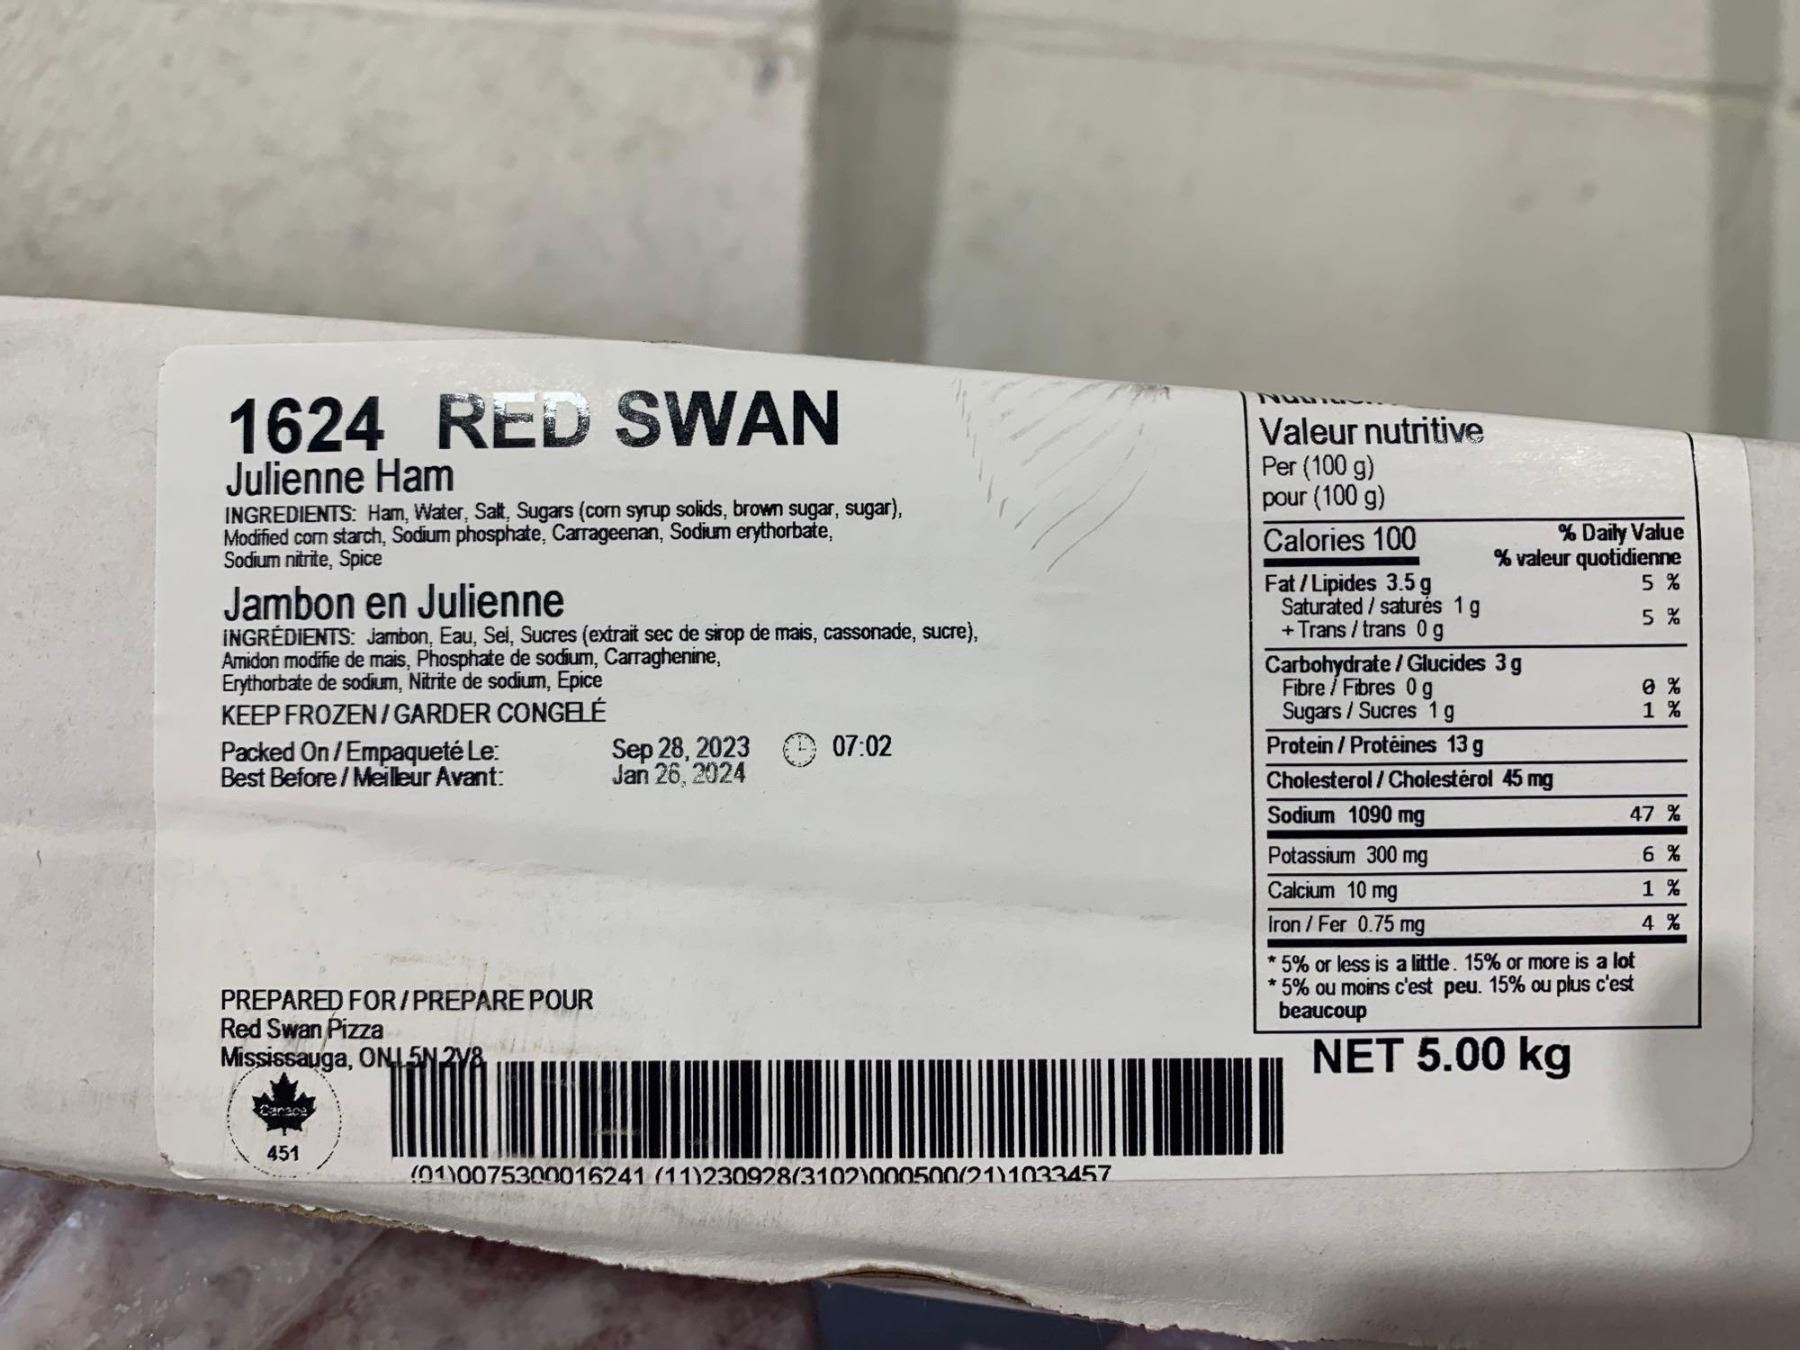 1624 RED SWAN
Julienne Ham
INGREDIENTS: Ham, Water, Salt, Sugars (corn syrup solids, brown sugar, sugar),
Modified corn starch, Sodium phosphate, Carrageenan, Sodium erythorbate,
Sodium nitrite, Spice
Jambon en Julienne
INGRÉDIENTS: Jambon, Eau, Sel, Sucres (extrait sec de sirop de mais, cassonade, sucre),
Amidon modifie de mais, Phosphate de sodium, Carraghenine,
Erythorbate de sodium, Nitrite de sodium, Epice
KEEP FROZEN / GARDER CONGELÉ
Packed On / Empaqueté Le: Sep 28, 2023 07:02
Best Before / Meilleur Avant: Jan 26, 2024
PREPARED FOR / PREPARE POUR
Red Swan Pizza
Mississauga, ON L5N 2V8
Canada
451
(01)0075300016241 (11)230928(3102)000500(21)1033457
Valeur nutritive
Per (100 g)
pour (100 g)
Calories 100
% Daily Value
% valeur quotidienne
Fat / Lipides 3.5 g 5 %
Saturated / saturés 1 g
+ Trans / trans 0 g 5 %
Carbohydrate / Glucides 3 g
Fibre / Fibres 0 g 0 %
Sugars / Sucres 1 g 1 %
Protein / Protéines 13 g
Cholesterol / Cholestérol 45 mg
Sodium 1090 mg 47 %
Potassium 300 mg 6 %
Calcium 10 mg 1 %
Iron / Fer 0.75 mg 4 %
* 5% or less is a little. 15% or more is a lot
* 5% ou moins c'est peu. 15% ou plus c'est
beaucoup
NET 5.00 kg